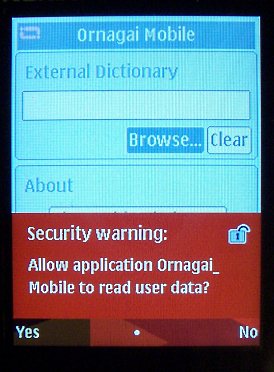 Ornagai Mobile
External Dictionary
Browse...
Clear
About
Security warning:
Allow application Ornagai_
Mobile to read user data?
Yes
No